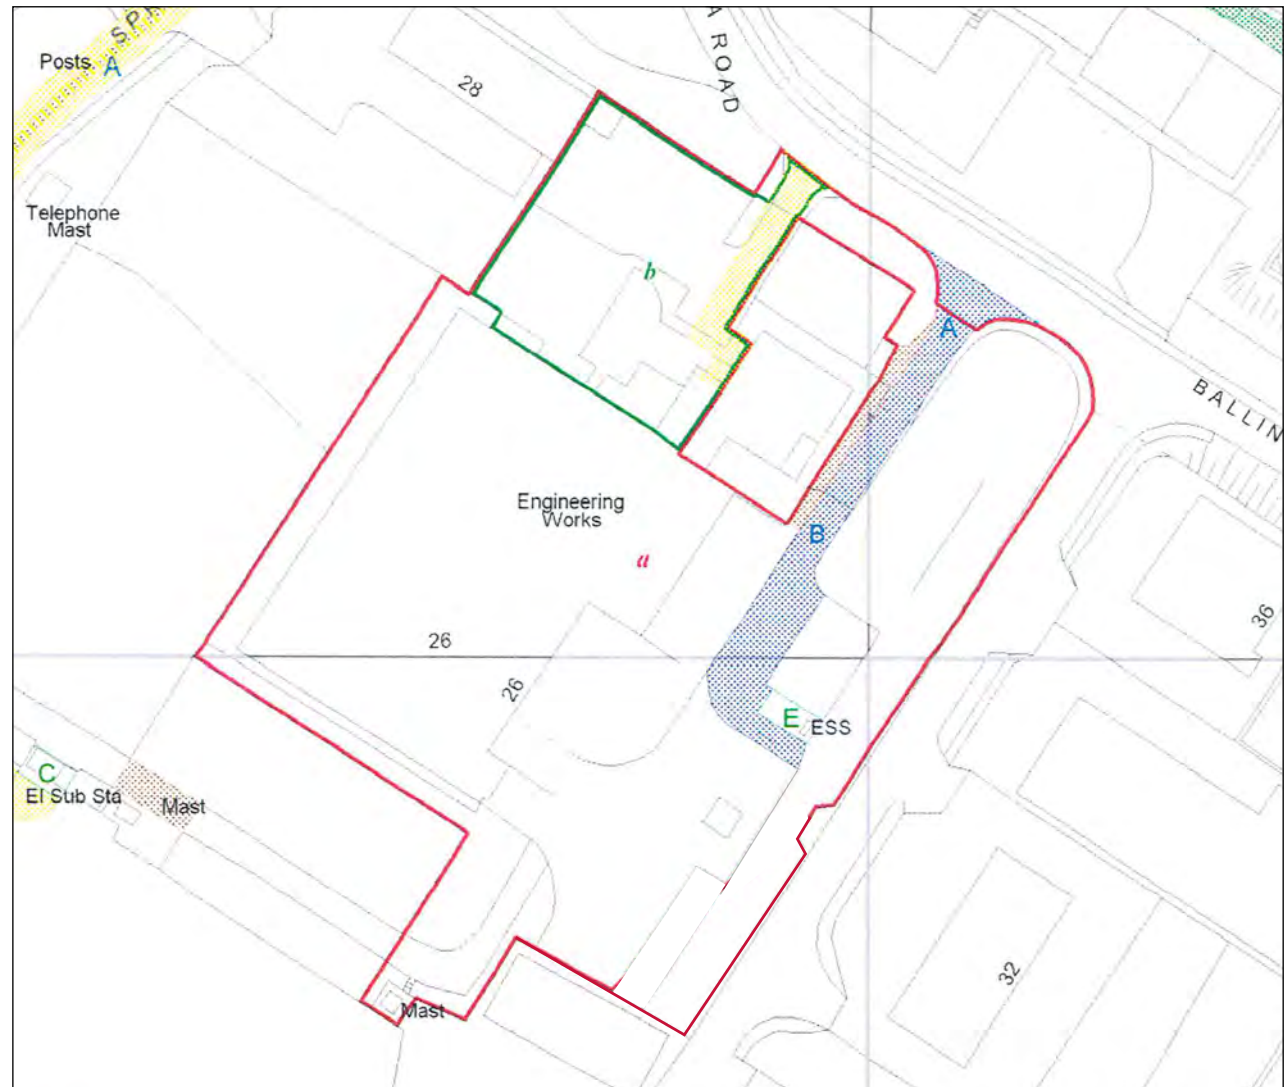 Posts.
A
28
A ROAD
Telephone
Mast
b
A
BALLIN
Engineering
Works
B
a
36
26
26
E
ESS
C
El Sub Sta
Mast
32
Mast